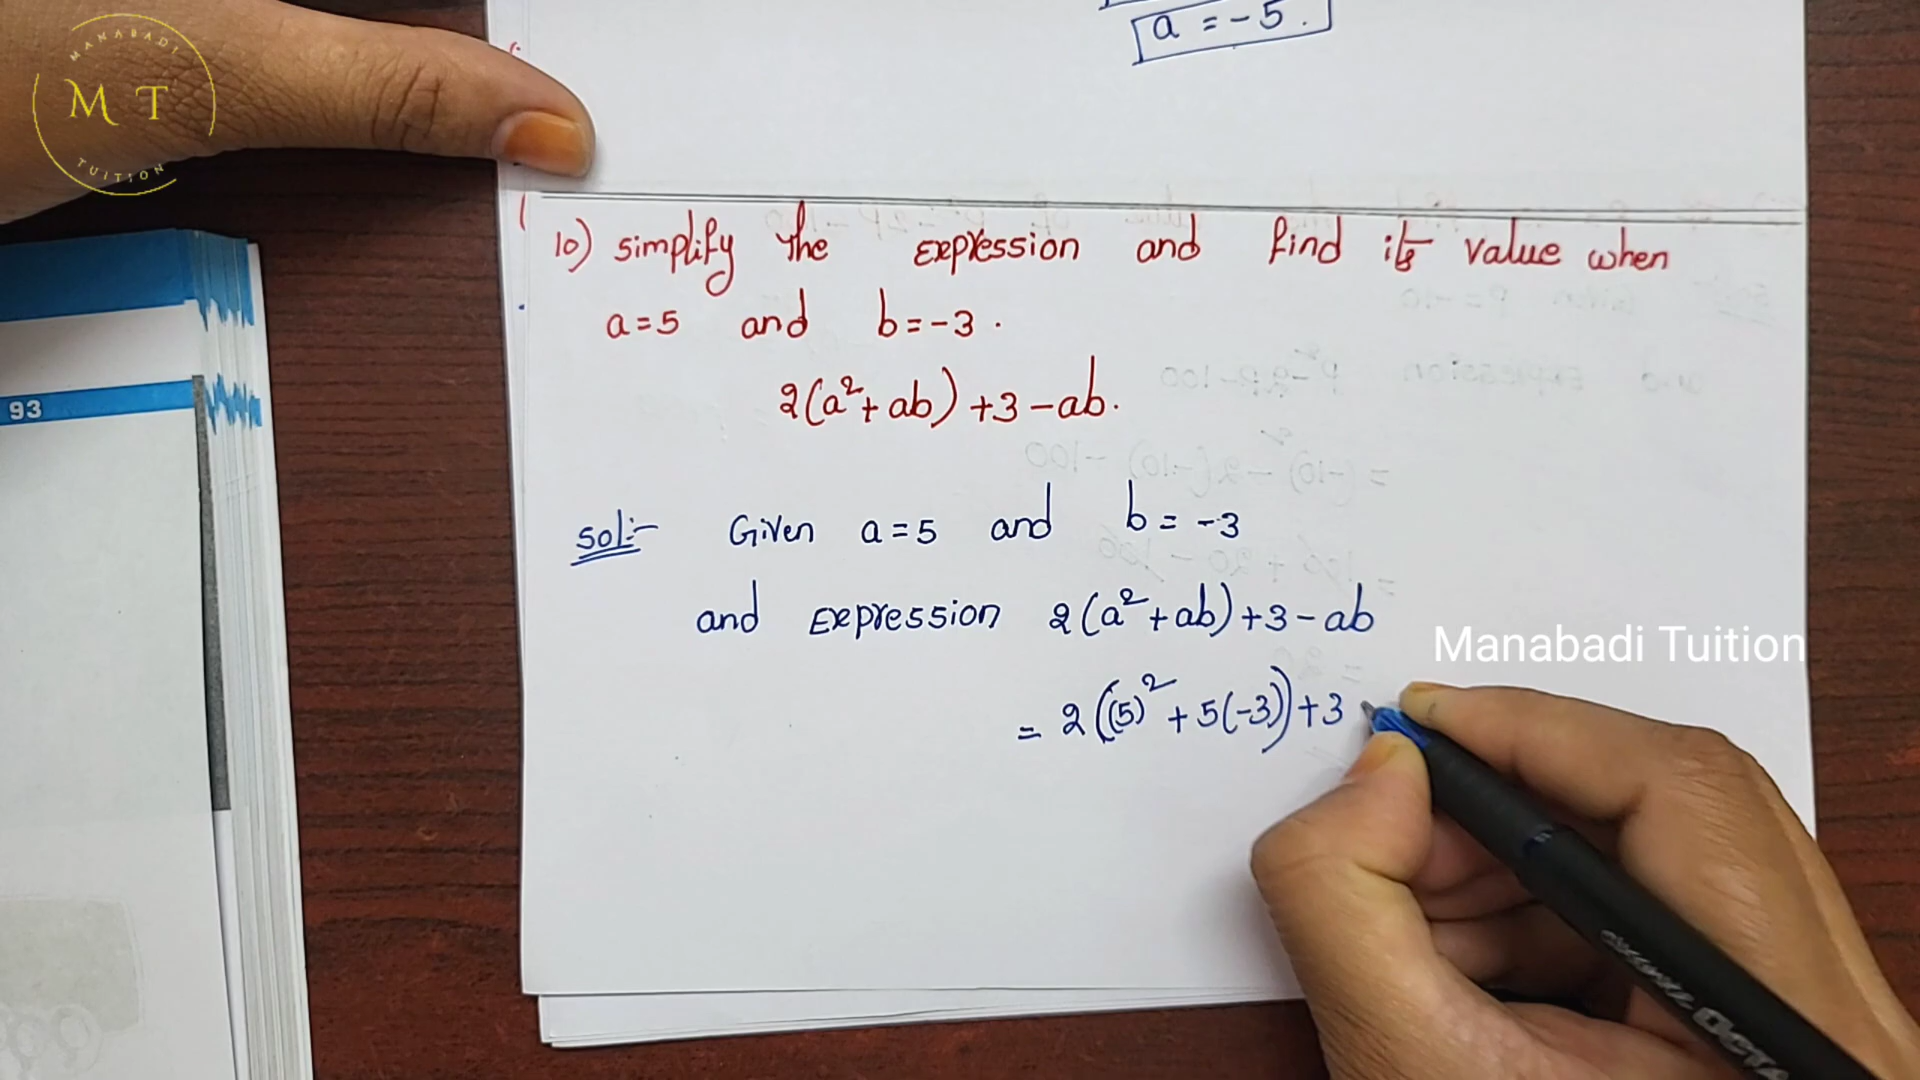 MANABADI
M T
TUITION
a = -5.
10) simplify the expression and find its value when
a=5 and b=-3.
2(a²+ab)+3-ab.
93
sol:- Given a=5 and b=-3
and expression 2(a²+ab)+3-ab
Manabadi Tuition
= 2((5)²+5(-3))+3